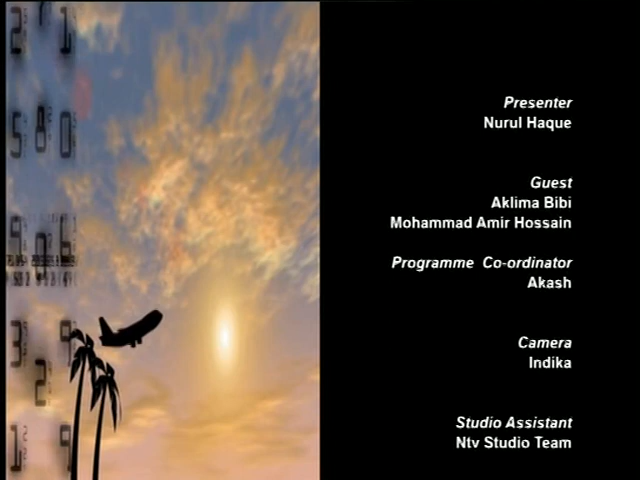 Presenter
Nurul Haque
Guest
Aklima Bibi
Mohammad Amir Hossain
Programme Co-ordinator
Akash
Camera
Indika
Studio Assistant
Ntv Studio Team